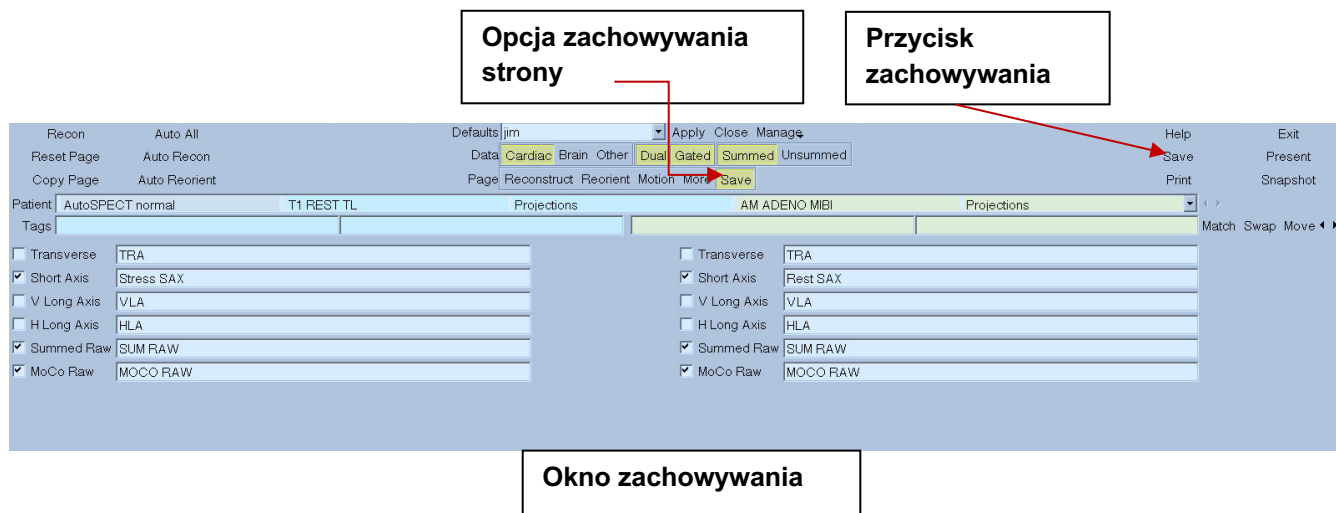 Opcja zachowywania
strony
Przycisk
zachowywania
Recon Auto All Defaults jim Apply Close Manage Help Exit
Reset Page Auto Recon Data Cardiac Brain Other Dual Gated Summed Unsummed Save Present
Copy Page Auto Reorient Page Reconstruct Reorient Motion More Save Print Snapshot
Patient AutoSPECT normal T1 REST TL Projections AM ADENO MIBI Projections
Tags Match Swap Move
Transverse TRA Transverse TRA
Short Axis Stress SAX Short Axis Rest SAX
V Long Axis VLA V Long Axis VLA
H Long Axis HLA H Long Axis HLA
Summed Raw SUM RAW Summed Raw SUM RAW
MoCo Raw MOCO RAW MoCo Raw MOCO RAW
Okno zachowywania